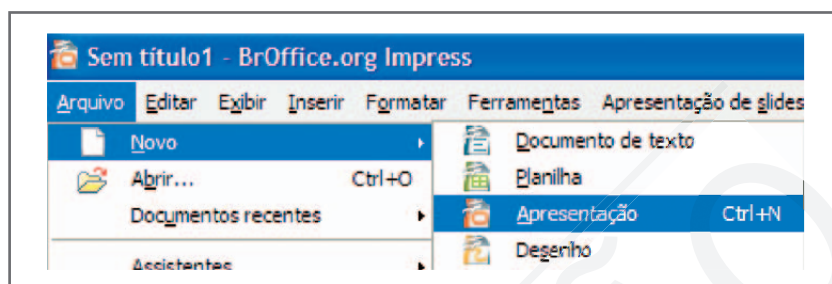 Sem título1 - BrOffice.org Impress
Arquivo Editar Exibir Inserir Formatar Ferramentas Apresentação de slides
Novo
Documento de texto
Abrir... Ctrl+O
Planilha
Documentos recentes
Apresentação Ctrl+N
Desenho
Assistentes